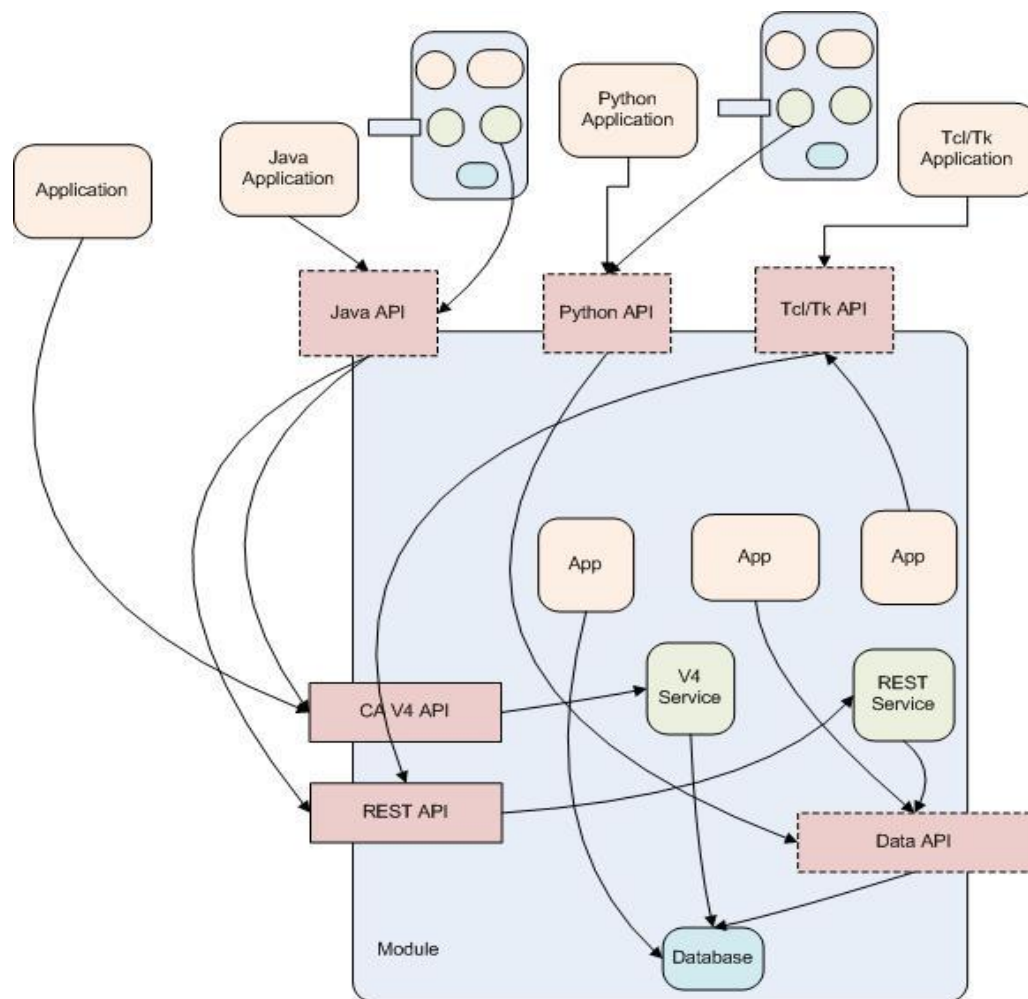 Python
Application
Tcl/Tk
Application
Java
Application
Application
Java API
Python API
Tcl/Tk API
App
App
App
V4
Service
REST
Service
CA V4 API
REST API
Data API
Module
Database